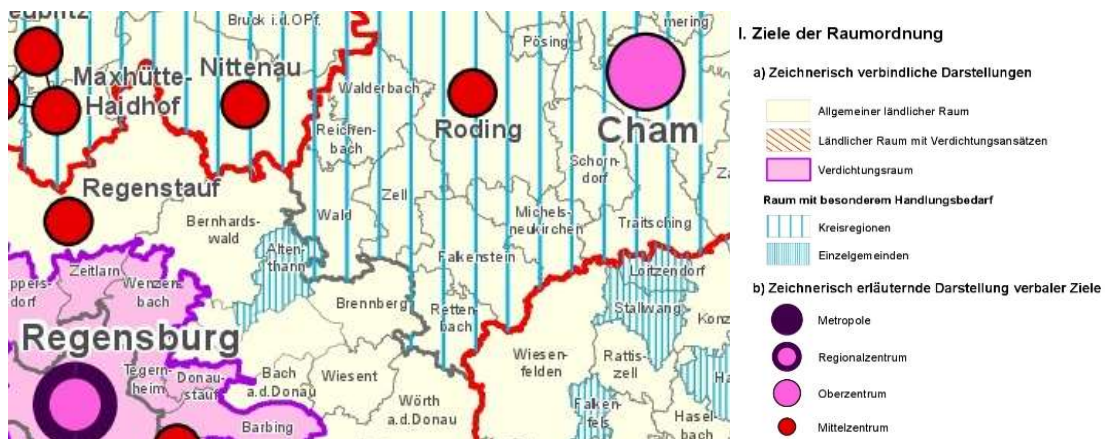 Bruck i.d.OPf.
mering
Pösing
Maxhütte-
Haidhof
Nittenau
Walderbach
Roding
Cham
Reichen-
bach
Schorn-
dorf
Regenstauf
Zell
Bernhards-
wald
Wald
Michels-
neukirchen
Traitsching
Alten-
thann
Falkenstein
Loitzendorf
Zeitlarn
Wenzen-
bach
dorf
Brennberg
Retten-
bach
Stallwang
Regensburg
Wiesen-
felden
Rattis-
zell
Tegern-
heim
Donau-
stauf
Bach
a.d.Donau
Wiesent
Wörth
a.d.Donau
Falken-
fels
Hasel-
bach
Barbing
I. Ziele der Raumordnung
a) Zeichnerisch verbindliche Darstellungen
Allgemeiner ländlicher Raum
Ländlicher Raum mit Verdichtungsansätzen
Verdichtungsraum
Raum mit besonderem Handlungsbedarf
Kreisregionen
Einzelgemeinden
b) Zeichnerisch erläuternde Darstellung verbaler Ziele
Metropole
Regionalzentrum
Oberzentrum
Mittelzentrum